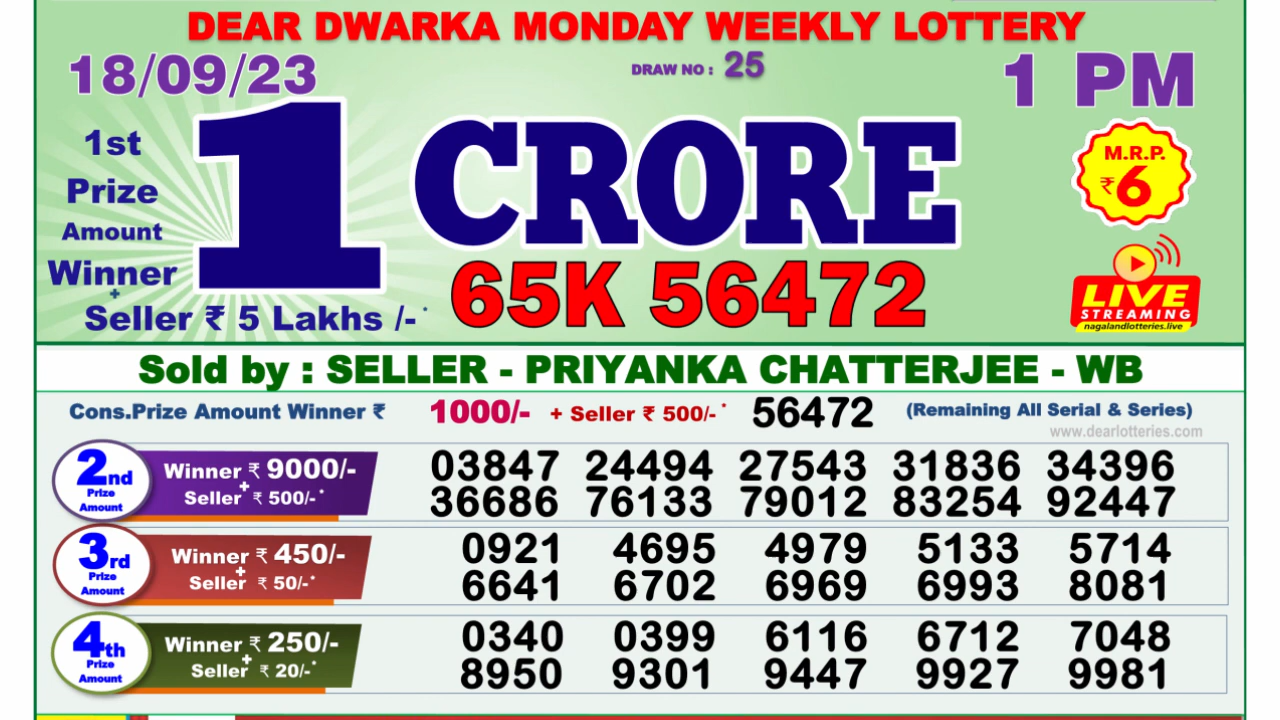 DEAR DWARKA MONDAY WEEKLY LOTTERY
18/09/23
DRAW NO : 25
1 PM
1st
Prize
Amount
Winner
+
Seller ₹ 5 Lakhs /-*
1 CRORE
65K 56472
M.R.P.
₹6
LIVE
STREAMING
nagalandlotteries.live
Sold by : SELLER - PRIYANKA CHATTERJEE - WB
Cons.Prize Amount Winner ₹ 1000/- + Seller ₹ 500/-* 56472 (Remaining All Serial & Series)
www.dearlotteries.com
2nd
Prize
Amount
Winner ₹ 9000/-
+
Seller ₹ 500/-*
03847 24494 27543 31836 34396
36686 76133 79012 83254 92447
3rd
Prize
Amount
Winner ₹ 450/-
+
Seller ₹ 50/-*
0921 4695 4979 5133 5714
6641 6702 6969 6993 8081
4th
Prize
Amount
Winner ₹ 250/-
+
Seller ₹ 20/-*
0340 0399 6116 6712 7048
8950 9301 9447 9927 9981